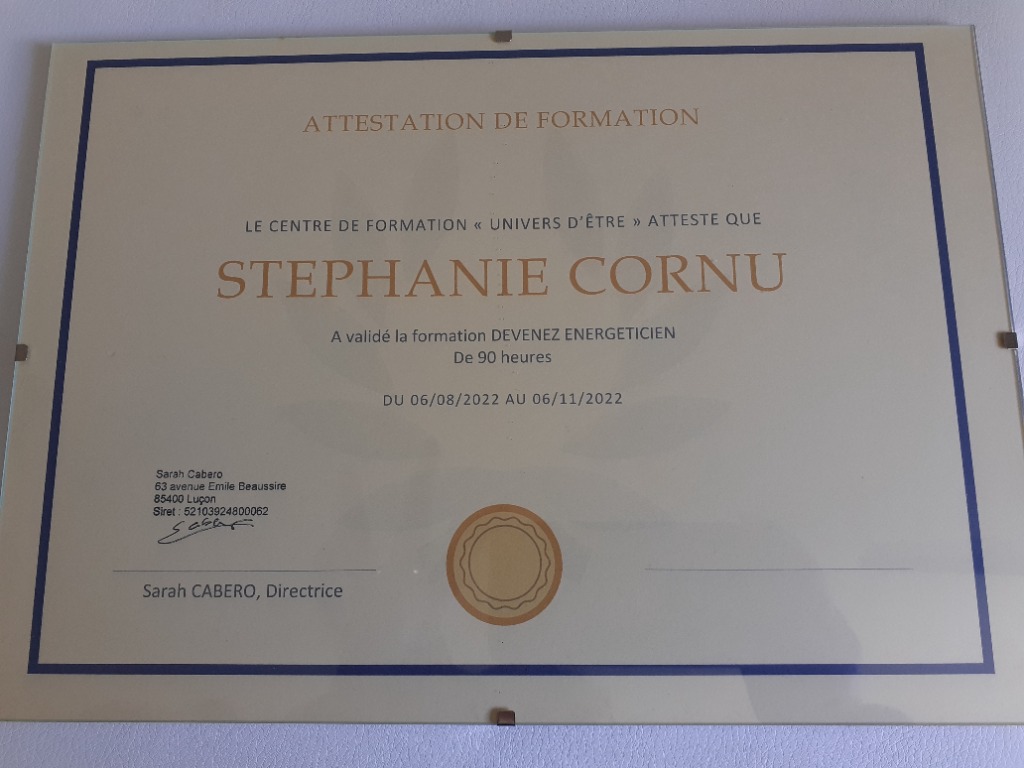 ATTESTATION DE FORMATION
LE CENTRE DE FORMATION « UNIVERS D'ÊTRE » ATTESTE QUE
STEPHANIE CORNU
A validé la formation DEVENEZ ENERGETICIEN
De 90 heures
DU 06/08/2022 AU 06/11/2022
Sarah Cabero
63 avenue Emile Beaussire
85400 Luçon
Siret : 52103924800062
Sarah CABERO, Directrice